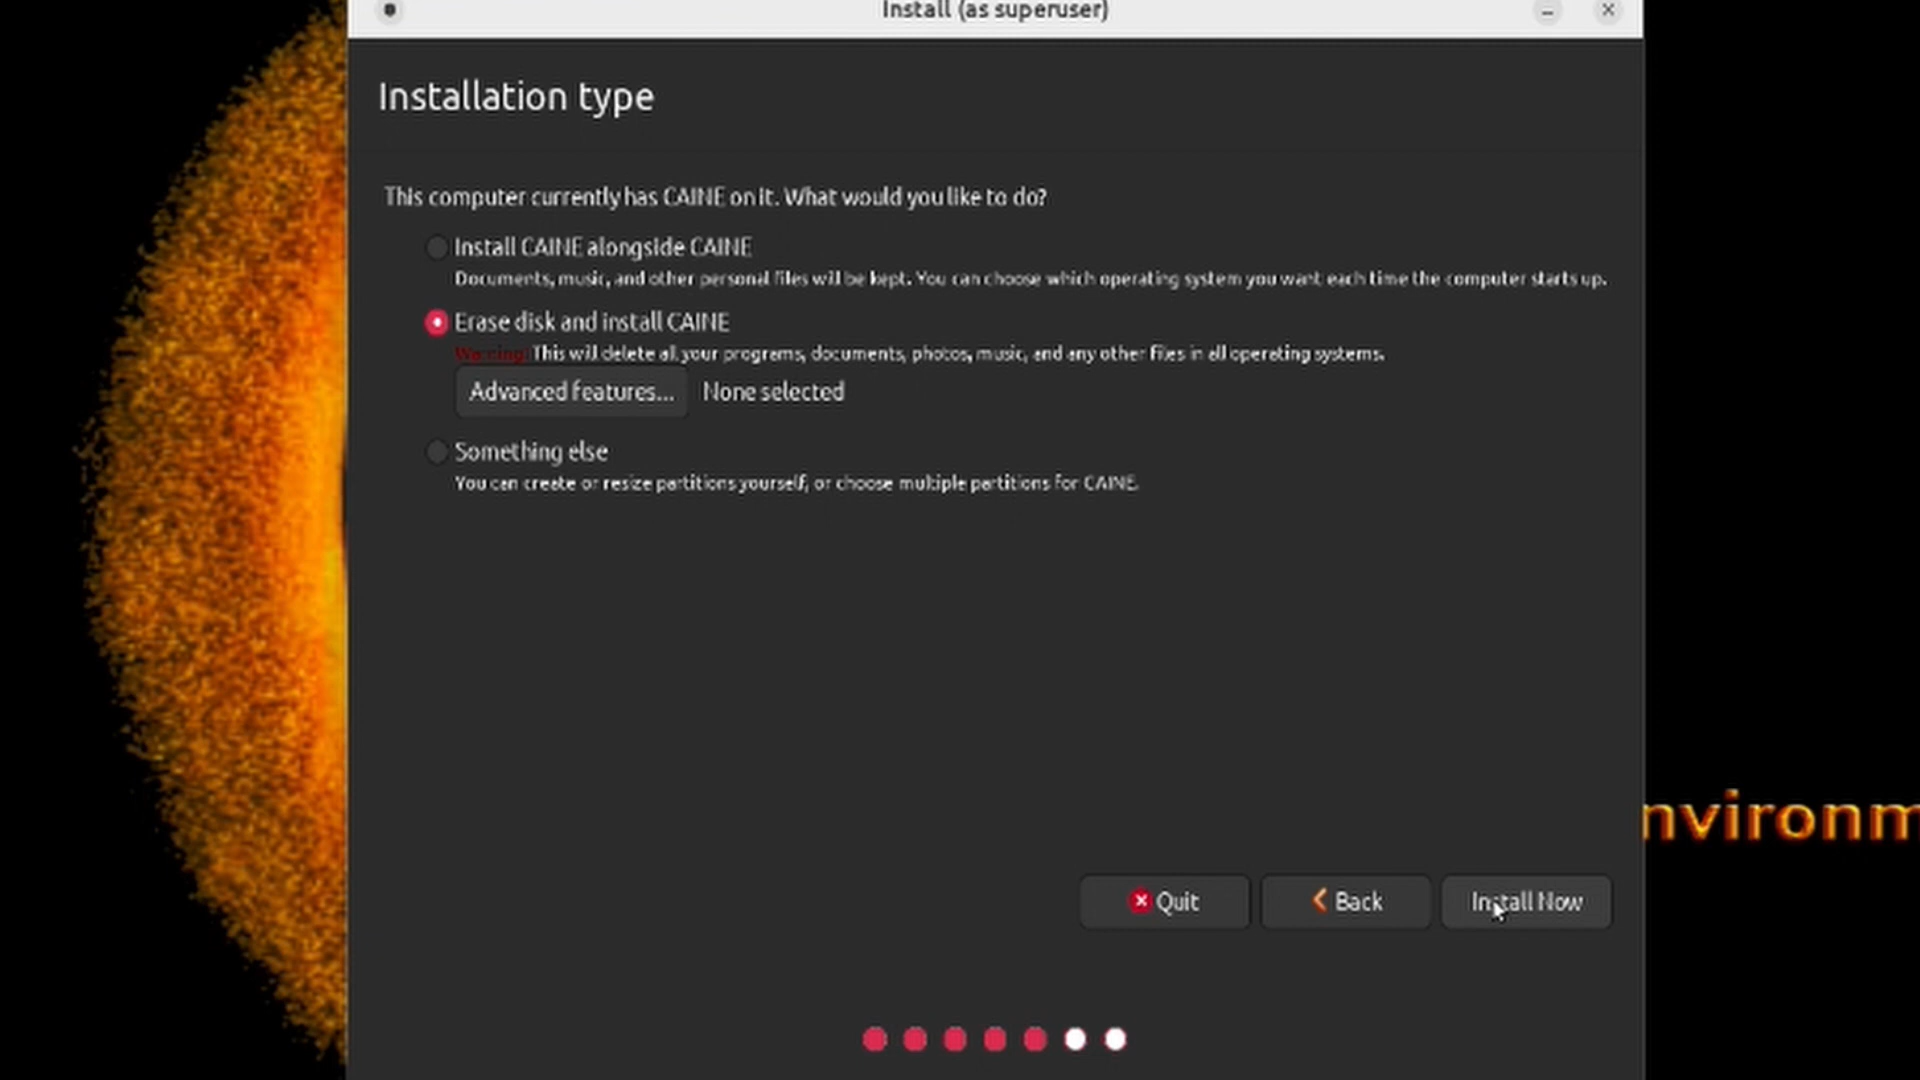 Install (as superuser)
Installation type
This computer currently has CAINE on it. What would you like to do?
Install CAINE alongside CAINE
Documents, music, and other personal files will be kept. You can choose which operating system you want each time the computer starts up.
Erase disk and install CAINE
Warning: This will delete all your programs, documents, photos, music, and any other files in all operating systems.
Advanced features... None selected
Something else
You can create or resize partitions yourself, or choose multiple partitions for CAINE.
nvironm
Quit Back Install Now